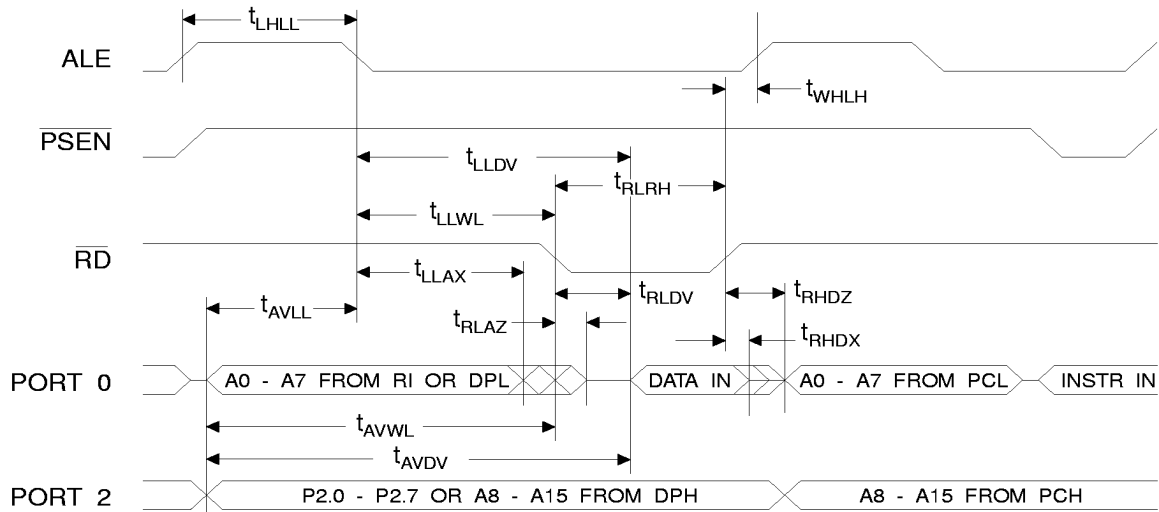 tLHLL
ALE
tWHLH
PSEN
tLLDV
tRLRH
tLLWL
RD
tLLAX
tRLDV
tRHDZ
tAVLL
tRLAZ
tRHDX
PORT 0 A0 - A7 FROM RI OR DPL DATA IN A0 - A7 FROM PCL INSTR IN
tAVWL
tAVDV
PORT 2 P2.0 - P2.7 OR A8 - A15 FROM DPH A8 - A15 FROM PCH